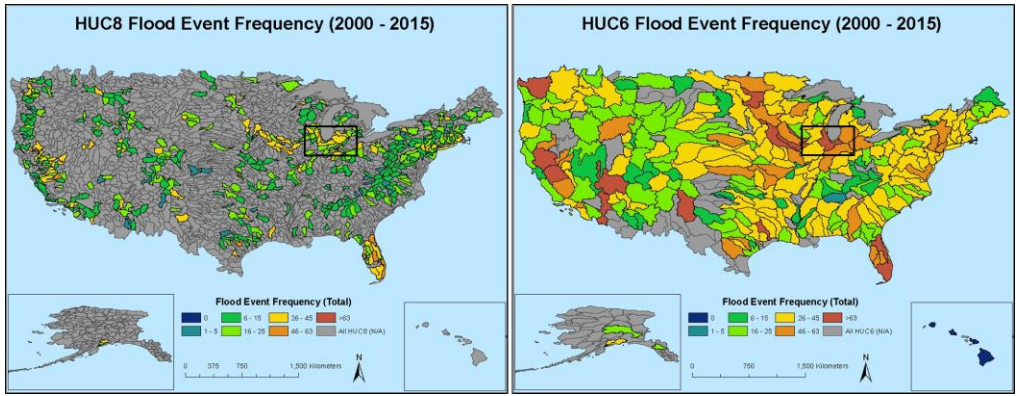 HUC8 Flood Event Frequency (2000 - 2015)
Flood Event Frequency (Total)
0
6 - 15
26 - 45
>63
1 - 5
16 - 25
46 - 63
All HUC8 (N/A)
N
0 375 750 1,500 Kilometers
HUC6 Flood Event Frequency (2000 - 2015)
Flood Event Frequency (Total)
0
6 - 15
26 - 45
>63
1 - 5
16 - 25
46 - 63
All HUC6 (N/A)
N
0 750 1,500 Kilometers